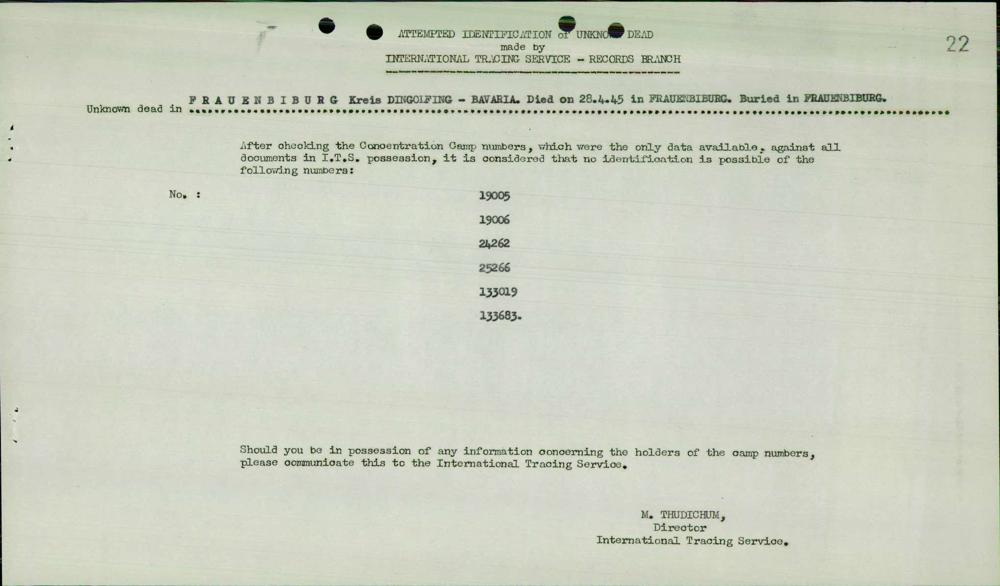 ATTEMPTED IDENTIFICATION of UNKNOWN DEAD
22
made by
INTERNATIONAL TRACING SERVICE - RECORDS BRANCH
Unknown dead in FRAUENBIBURG Kreis DINGOLFING - BAVARIA. Died on 28.4.45 in FRAUENBIBURG. Buried in FRAUENBIBURG.
After checking the Concentration Camp numbers, which were the only data available, against all
documents in I.T.S. possession, it is considered that no identification is possible of the
following numbers:
No. : 19005
19006
24262
25266
133019
133683.
Should you be in possession of any information concerning the holders of the camp numbers,
please communicate this to the International Tracing Service.
M. THUDICHUM,
Director
International Tracing Service.